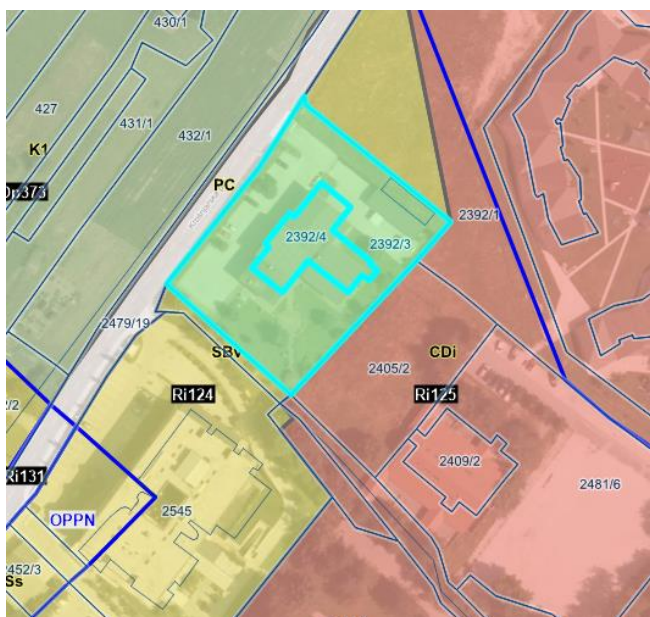 430/1
427
431/1
432/1
K1
PC
2392/4
2392/3
2392/1
2479/19
SBv
CDi
2405/2
Ri124
Ri125
2409/2
Ri131
2481/6
OPPN
2545
Ss